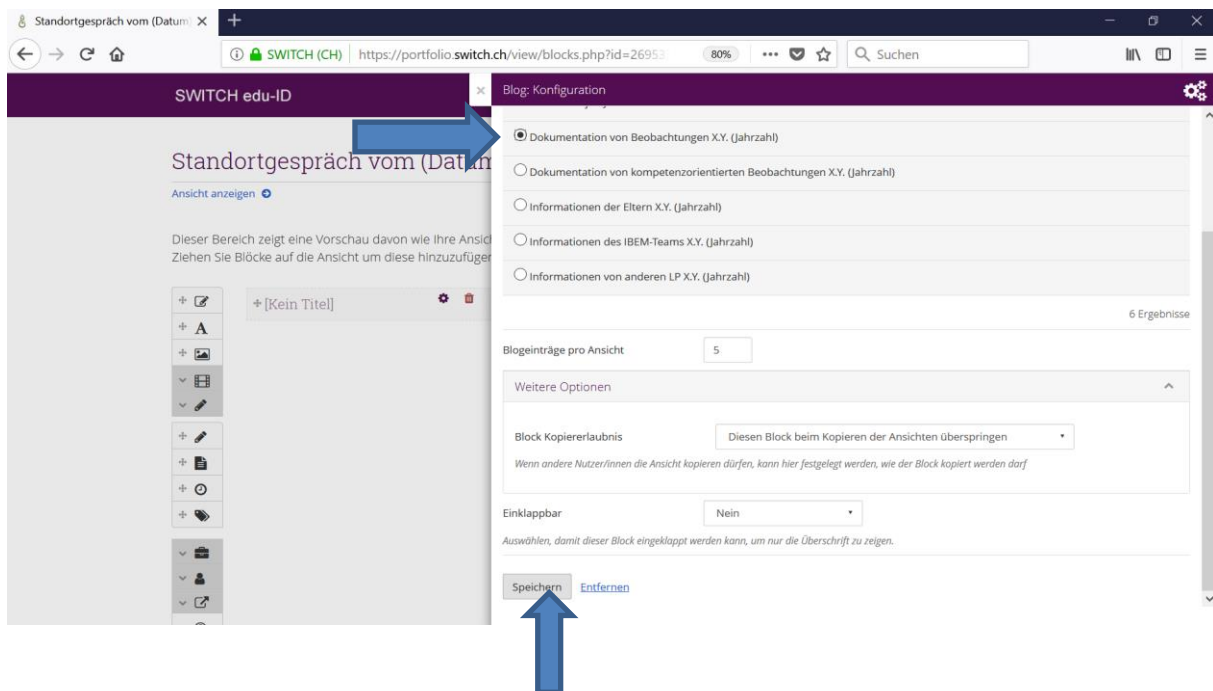 Standortgespräch vom (Datum
SWITCH (CH) https://portfolio.switch.ch/view/blocks.php?id=26953
80%
Suchen
SWITCH edu-ID
Blog: Konfiguration
Dokumentation von Beobachtungen X.Y. (Jahrzahl)
Standortgespräch vom (Datum
Dokumentation von kompetenzorientierten Beobachtungen X.Y. (Jahrzahl)
Ansicht anzeigen
Informationen der Eltern X.Y. (Jahrzahl)
Dieser Bereich zeigt eine Vorschau davon wie Ihre Ansic
Informationen des IBEM-Teams X.Y. (Jahrzahl)
Ziehen Sie Blöcke auf die Ansicht um diese hinzuzufüger
Informationen von anderen LP X.Y. (Jahrzahl)
[Kein Titel]
6 Ergebnisse
A
Blogeinträge pro Ansicht 5
Weitere Optionen
Block Kopiererlaubnis Diesen Block beim Kopieren der Ansichten überspringen
Wenn andere Nutzer/innen die Ansicht kopieren dürfen, kann hier festgelegt werden, wie der Block kopiert werden darf
Einklappbar Nein
Auswählen, damit dieser Block eingeklappt werden kann, um nur die Überschrift zu zeigen.
Speichern Entfernen